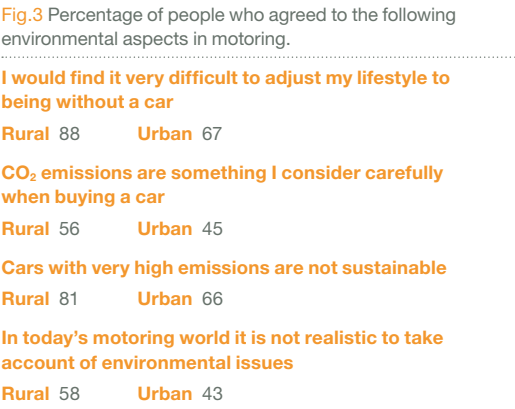 Fig.3 Percentage of people who agreed to the following
environmental aspects in motoring.
I would find it very difficult to adjust my lifestyle to
being without a car
Rural 88 Urban 67
CO₂ emissions are something I consider carefully
when buying a car
Rural 56 Urban 45
Cars with very high emissions are not sustainable
Rural 81 Urban 66
In today’s motoring world it is not realistic to take
account of environmental issues
Rural 58 Urban 43